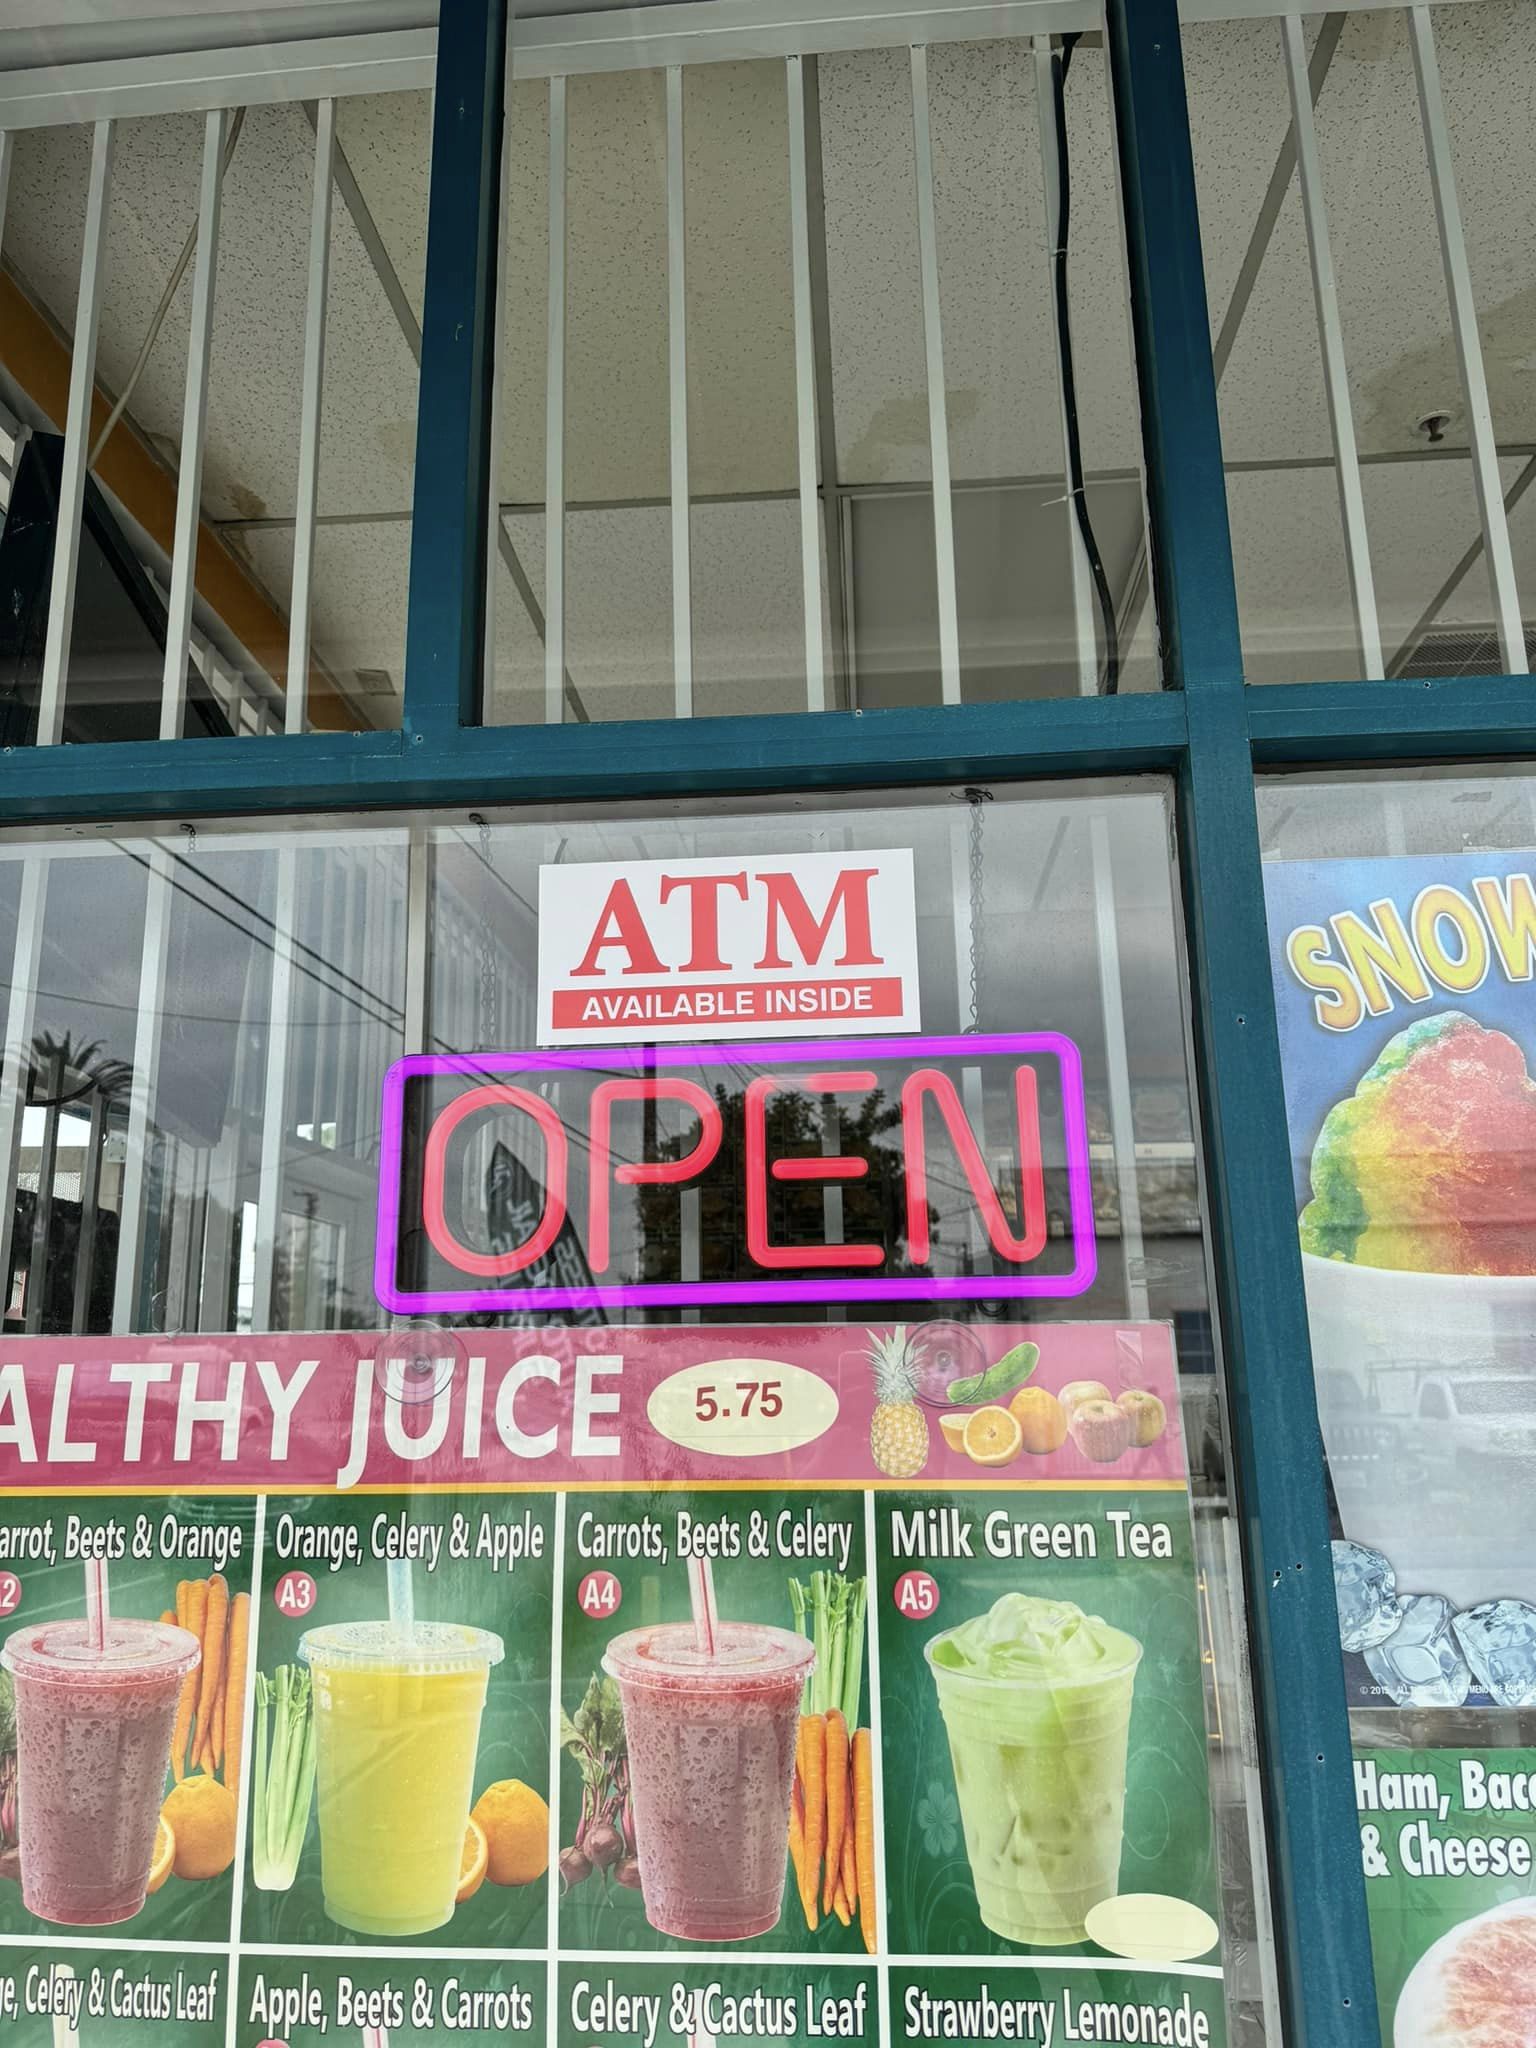 ATM
AVAILABLE INSIDE
OPEN
ALTHY JUICE 5.75
arrot, Beets & Orange
Orange, Celery & Apple
Carrots, Beets & Celery
Milk Green Tea
A3
A4
A5
Celery & Cactus Leaf
Apple, Beets & Carrots
Celery & Cactus Leaf
Strawberry Lemonade
SNOW
Ham, Bac
& Cheese